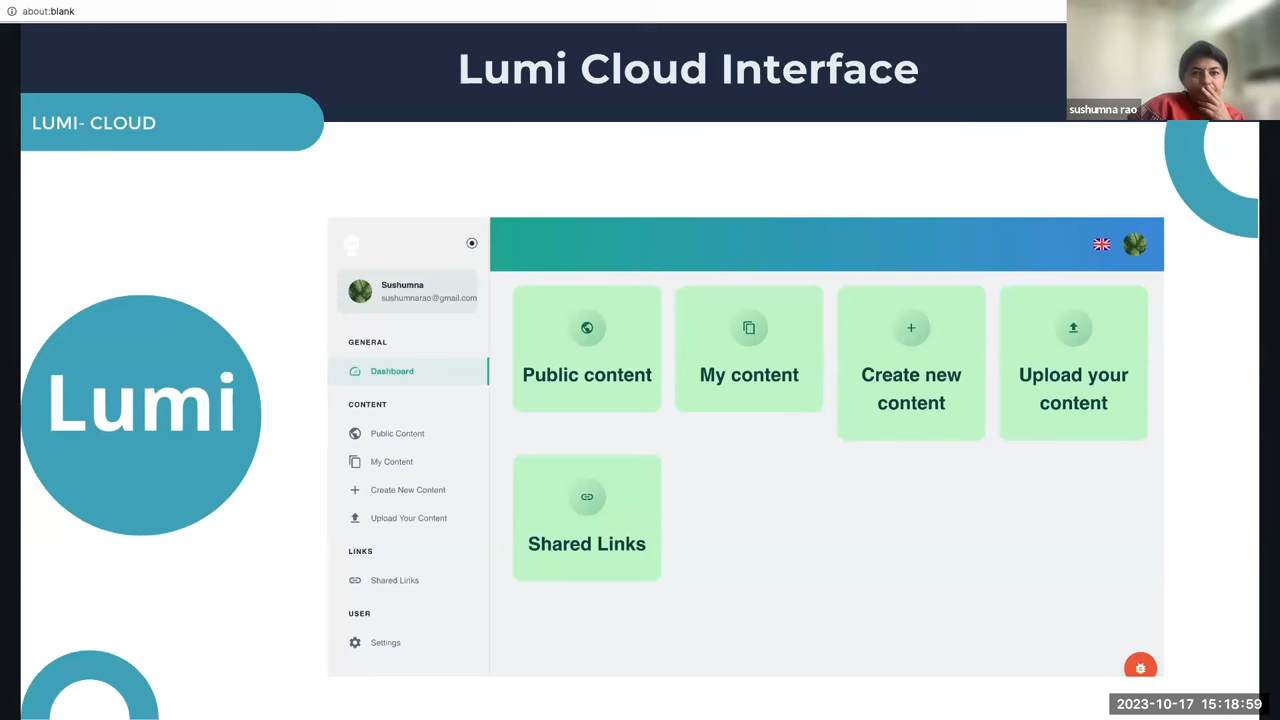 about:blank
Lumi Cloud Interface
sushumna rao
LUMI- CLOUD
Lumi
Sushumna
sushumnarao@gmail.com
GENERAL
Dashboard
CONTENT
Public Content
My Content
Create New Content
Upload Your Content
LINKS
Shared Links
USER
Settings
Public content
My content
Create new
content
Upload your
content
Shared Links
2023-10-17 15:18:59